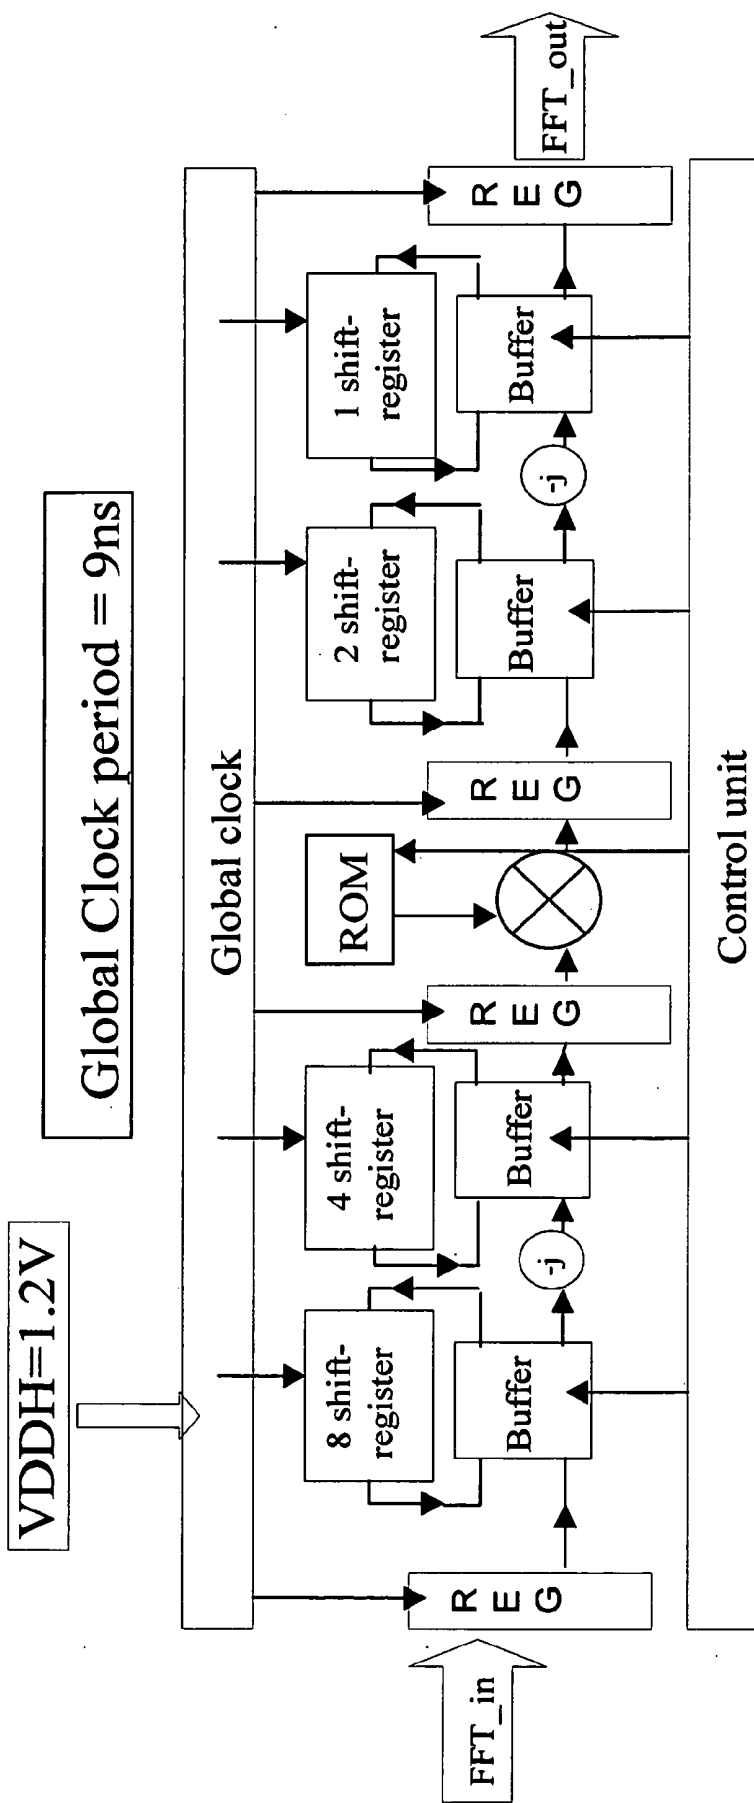 VDDH=1.2V
Global Clock period = 9ns
Global clock
8 shift-
register
4 shift-
register
ROM
2 shift-
register
1 shift-
register
FFT_in
REG
Buffer
-j
Buffer
REG
REG
Buffer
-j
Buffer
REG
FFT_out
Control unit